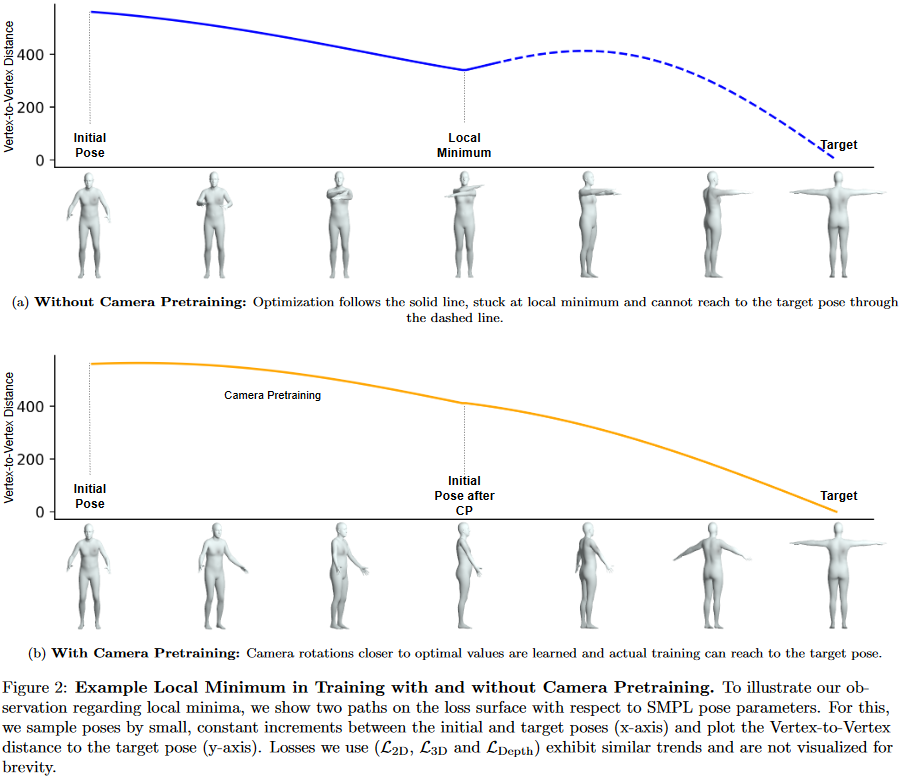 Vertex-to-Vertex Distance
400
200
0
Initial
Pose
Local
Minimum
Target
(a) Without Camera Pretraining: Optimization follows the solid line, stuck at local minimum and cannot reach to the target pose through
the dashed line.
Vertex-to-Vertex Distance
400
200
0
Camera Pretraining
Initial
Pose
Initial
Pose after
CP
Target
(b) With Camera Pretraining: Camera rotations closer to optimal values are learned and actual training can reach to the target pose.
Figure 2: Example Local Minimum in Training with and without Camera Pretraining. To illustrate our ob-
servation regarding local minima, we show two paths on the loss surface with respect to SMPL pose parameters. For this,
we sample poses by small, constant increments between the initial and target poses (x-axis) and plot the Vertex-to-Vertex
distance to the target pose (y-axis). Losses we use (ℒ2D, ℒ3D and ℒDepth) exhibit similar trends and are not visualized for
brevity.